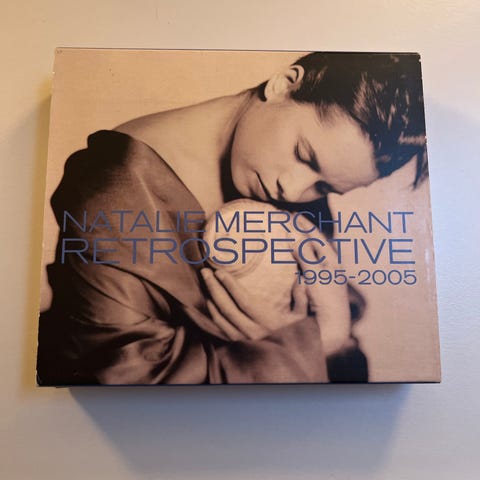 NATALIE MERCHANT
RETROSPECTIVE
1995-2005